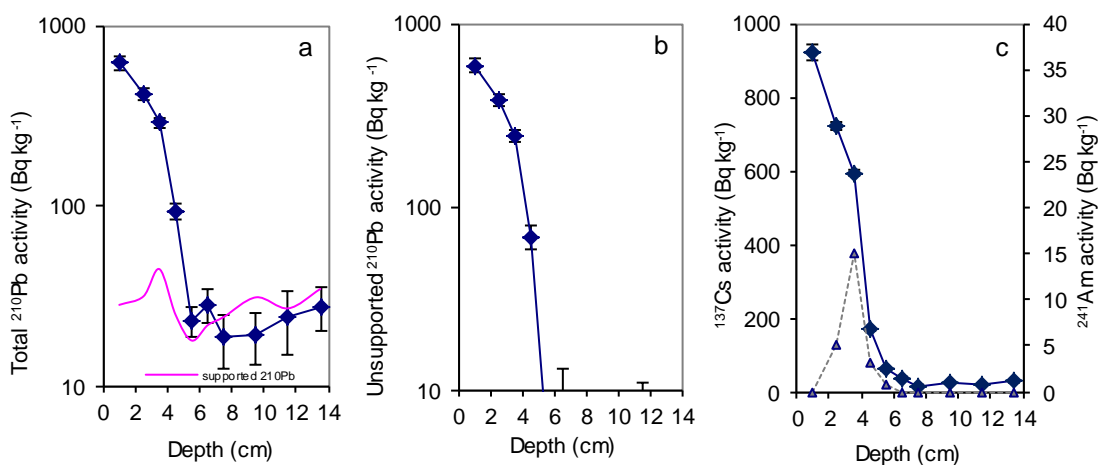 a
Total ²¹⁰Pb activity (Bq kg⁻¹)
1000
100
10
0 2 4 6 8 10 12 14
supported 210Pb
Depth (cm)
b
Unsupported ²¹⁰Pb activity (Bq kg⁻¹)
1000
100
10
0 2 4 6 8 10 12 14
Depth (cm)
c
¹³⁷Cs activity (Bq kg⁻¹)
1000
800
600
400
200
0
0 2 4 6 8 10 12 14
Depth (cm)
40
35
30
25
20
15
10
5
0
²⁴¹Am activity (Bq kg⁻¹)